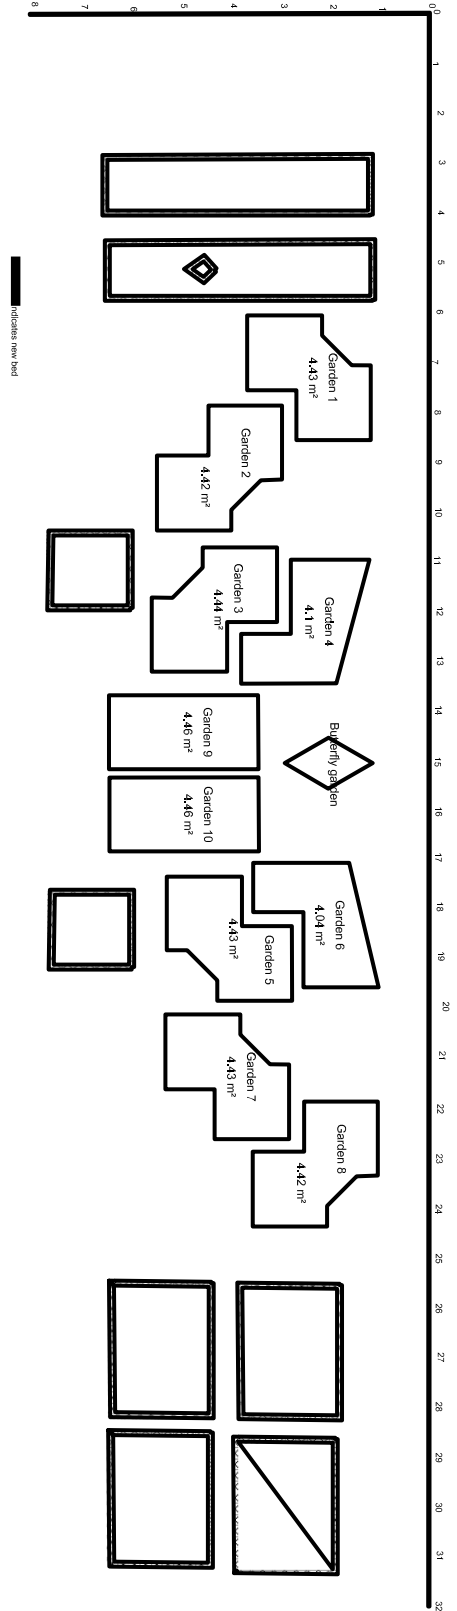 8 7 6 5 4 3 2 1 0
0
1
2
3
4
5
6
7
8
9
10
11
12
13
14
15
16
17
18
19
20
21
22
23
24
25
26
27
28
29
30
31
32
ndicates new bed
Garden 1
4.43 m²
Garden 2
4.42 m²
Garden 3
4.44 m²
Garden 4
4.1 m²
Garden 9
4.46 m²
Butterfly garden
Garden 10
4.46 m²
Garden 6
4.04 m²
Garden 5
4.43 m²
Garden 7
4.43 m²
Garden 8
4.42 m²